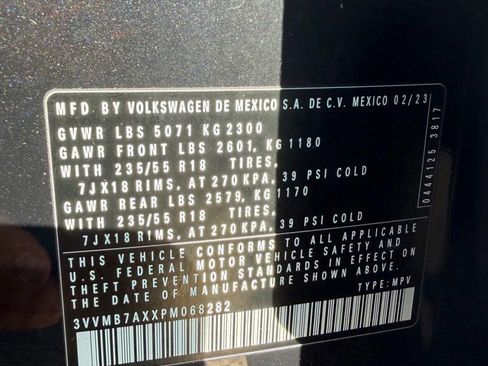 MFD. BY VOLKSWAGEN DE MEXICO S.A. DE C.V. MEXICO 02/23
GVWR LBS 5071 KG 2300
GAWR FRONT LBS 2601, KG 1180
WITH 235/55 R18 TIRES,
7JX18 RIMS, AT 270 KPA, 39 PSI COLD
GAWR REAR LBS 2579, KG 1170
WITH 235/55 R18 TIRES,
7JX18 RIMS, AT 270 KPA, 39 PSI COLD
THIS VEHICLE CONFORMS TO ALL APPLICABLE
U.S. FEDERAL MOTOR VEHICLE SAFETY AND
THEFT PREVENTION STANDARDS IN EFFECT ON
THE DATE OF MANUFACTURE SHOWN ABOVE.
3VVMB7AXXPM068282 TYPE: MPV
0444125 3817